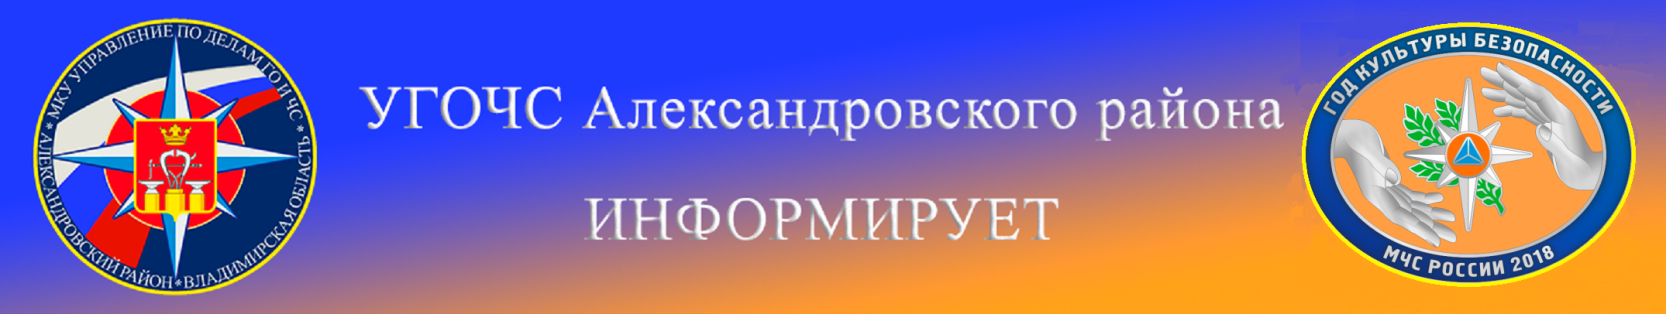 МКУ УПРАВЛЕНИЕ ПО ДЕЛАМ ГО И ЧС * АЛЕКСАНДРОВСКИЙ РАЙОН * ВЛАДИМИРСКАЯ ОБЛАСТЬ *
УГОЧС Александровского района
ИНФОРМИРУЕТ
ГОД КУЛЬТУРЫ БЕЗОПАСНОСТИ
МЧС РОССИИ 2018